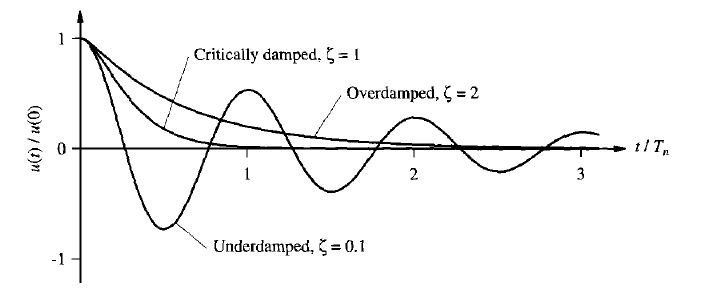 1
Critically damped, ζ = 1
Overdamped, ζ = 2
u(t) / u(0)
0
t / Tn
1
2
3
Underdamped, ζ = 0.1
-1